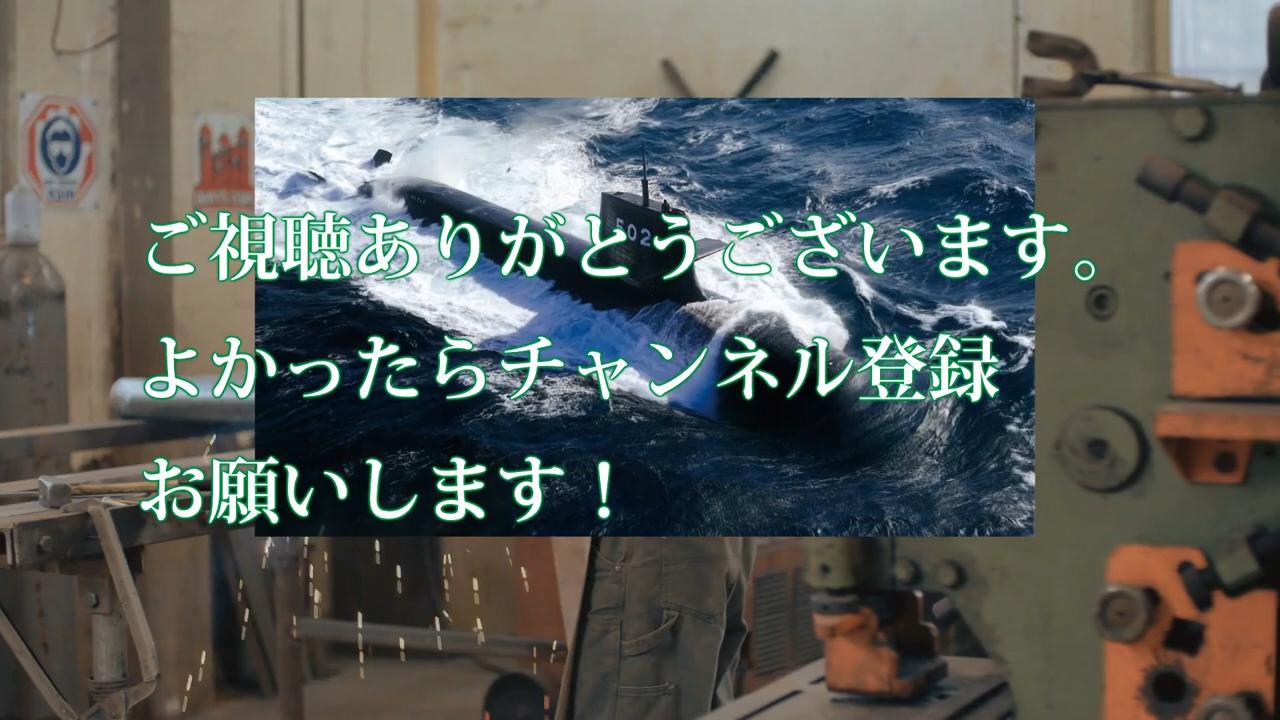 ご視聴ありがとうございます。
よかったらチャンネル登録
お願いします！
502